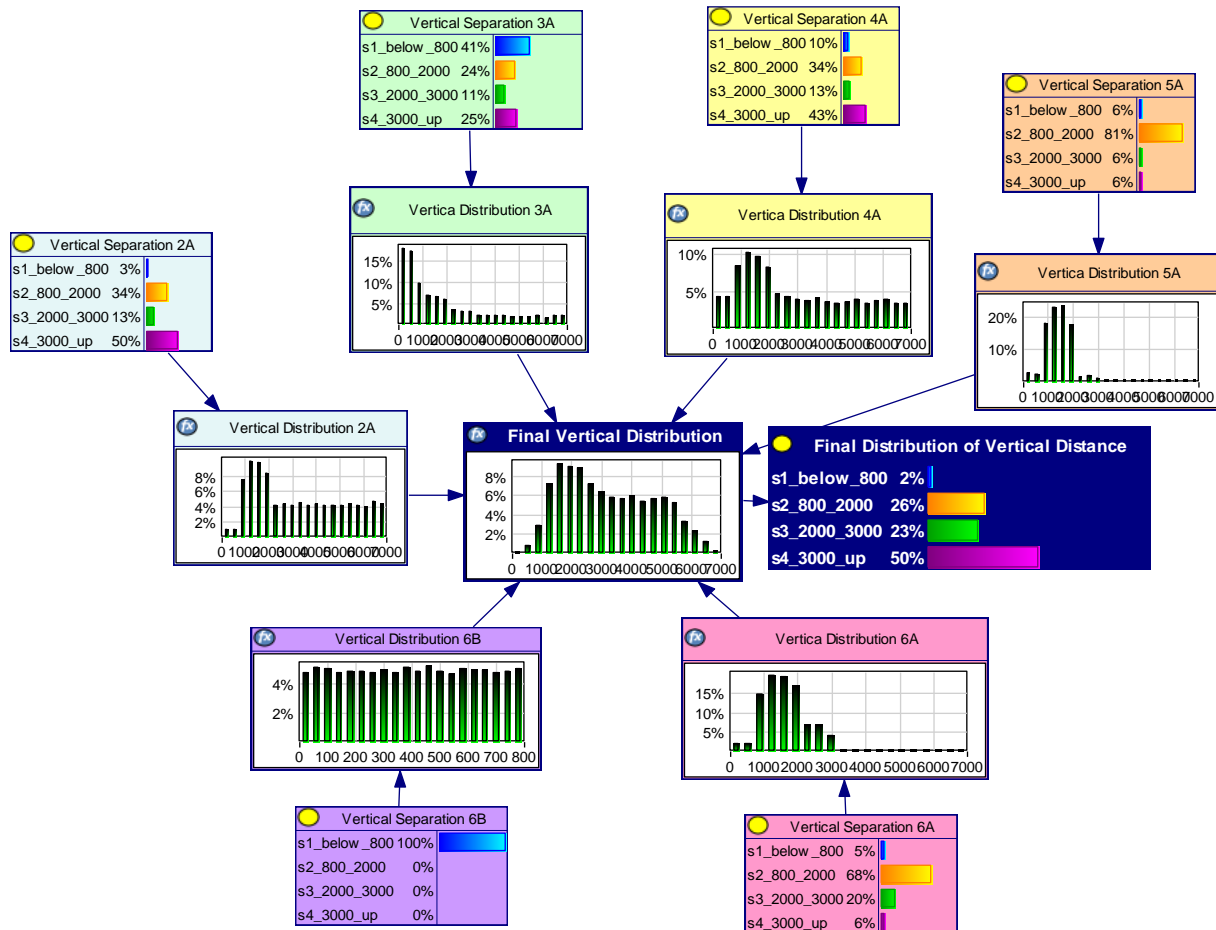 Vertical Separation 3A
s1_below _800 41%
s2_800_2000 24%
s3_2000_3000 11%
s4_3000_up 25%
Vertical Separation 4A
s1_below _800 10%
s2_800_2000 34%
s3_2000_3000 13%
s4_3000_up 43%
Vertical Separation 5A
s1_below _800 6%
s2_800_2000 81%
s3_2000_3000 6%
s4_3000_up 6%
Vertical Separation 2A
s1_below _800 3%
s2_800_2000 34%
s3_2000_3000 13%
s4_3000_up 50%
fx Vertica Distribution 3A
15%
10%
5%
0 1000 2000 3000 4000 5000 6000 7000
fx Vertica Distribution 4A
10%
5%
0 1000 2000 3000 4000 5000 6000 7000
fx Vertica Distribution 5A
20%
10%
0 1000 2000 3000 4000 5000 6000 7000
fx Vertical Distribution 2A
8%
6%
4%
2%
0 1000 2000 3000 4000 5000 6000 7000
fx Final Vertical Distribution
8%
6%
4%
2%
0 1000 2000 3000 4000 5000 6000 7000
Final Distribution of Vertical Distance
s1_below_800 2%
s2_800_2000 26%
s3_2000_3000 23%
s4_3000_up 50%
fx Vertical Distribution 6B
4%
2%
0 100 200 300 400 500 600 700 800
fx Vertica Distribution 6A
15%
10%
5%
0 1000 2000 3000 4000 5000 6000 7000
Vertical Separation 6B
s1_below _800 100%
s2_800_2000 0%
s3_2000_3000 0%
s4_3000_up 0%
Vertical Separation 6A
s1_below _800 5%
s2_800_2000 68%
s3_2000_3000 20%
s4_3000_up 6%